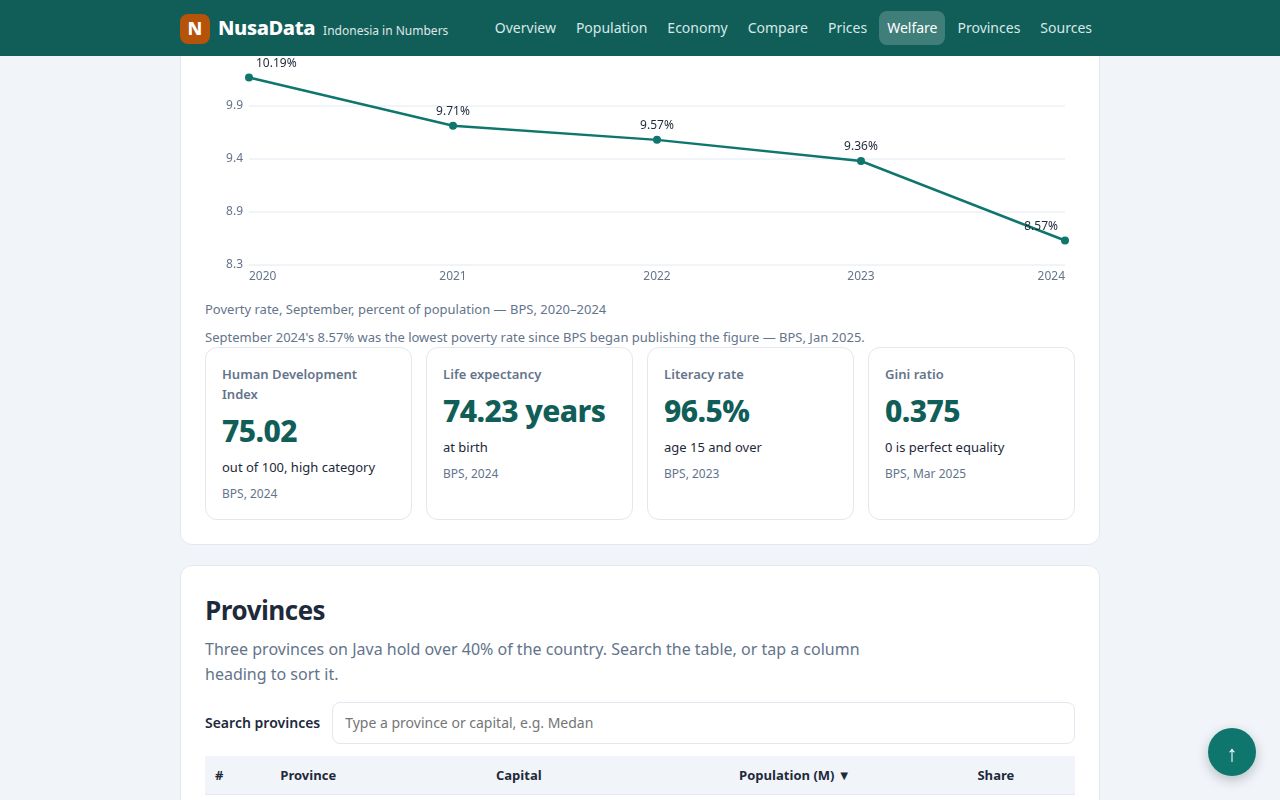 N NusaData Indonesia in Numbers Overview Population Economy Compare Prices Welfare Provinces Sources
10.19%
9.9
9.71%
9.57%
9.4
9.36%
8.9
8.57%
8.3
2020 2021 2022 2023 2024
Poverty rate, September, percent of population — BPS, 2020–2024
September 2024's 8.57% was the lowest poverty rate since BPS began publishing the figure — BPS, Jan 2025.
Human Development
Index
75.02
out of 100, high category
BPS, 2024
Life expectancy
74.23 years
at birth
BPS, 2024
Literacy rate
96.5%
age 15 and over
BPS, 2023
Gini ratio
0.375
0 is perfect equality
BPS, Mar 2025
Provinces
Three provinces on Java hold over 40% of the country. Search the table, or tap a column
heading to sort it.
Search provinces Type a province or capital, e.g. Medan
# Province Capital Population (M) ▼ Share
↑